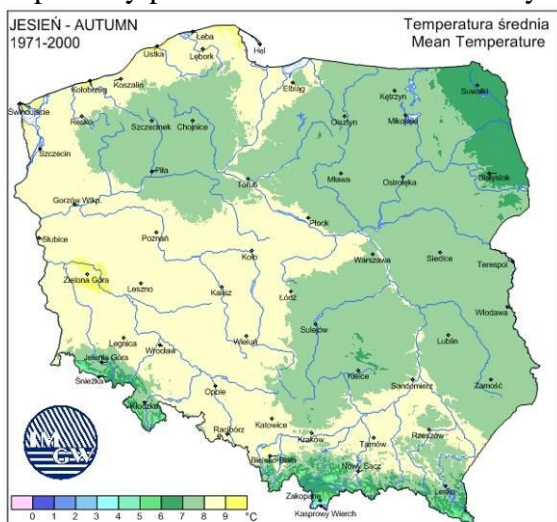 JESIEŃ - AUTUMN
1971-2000
Temperatura średnia
Mean Temperature
Łeba
Hel
Ustka
Lębork
Koszalin
Kołobrzeg
Świnoujście
Resko
Szczecinek
Chojnice
Elbląg
Kętrzyn
Suwałki
Olsztyn
Mikołajki
Szczecin
Piła
Toruń
Mława
Ostrołęka
Białystok
Gorzów Wlkp.
Płock
Słubice
Poznań
Koło
Warszawa
Siedlce
Terespol
Zielona Góra
Leszno
Kalisz
Łódź
Włodawa
Sulejów
Lublin
Legnica
Wrocław
Wieluń
Jelenia Góra
Śnieżka
Kielce
Sandomierz
Zamość
Kłodzko
Opole
Katowice
Racibórz
Kraków
Tarnów
Rzeszów
Bielsko-Biała
Nowy Sącz
Lesko
Zakopane
Kasprowy Wierch
IM
GW
0 1 2 3 4 5 6 7 8 9 °C